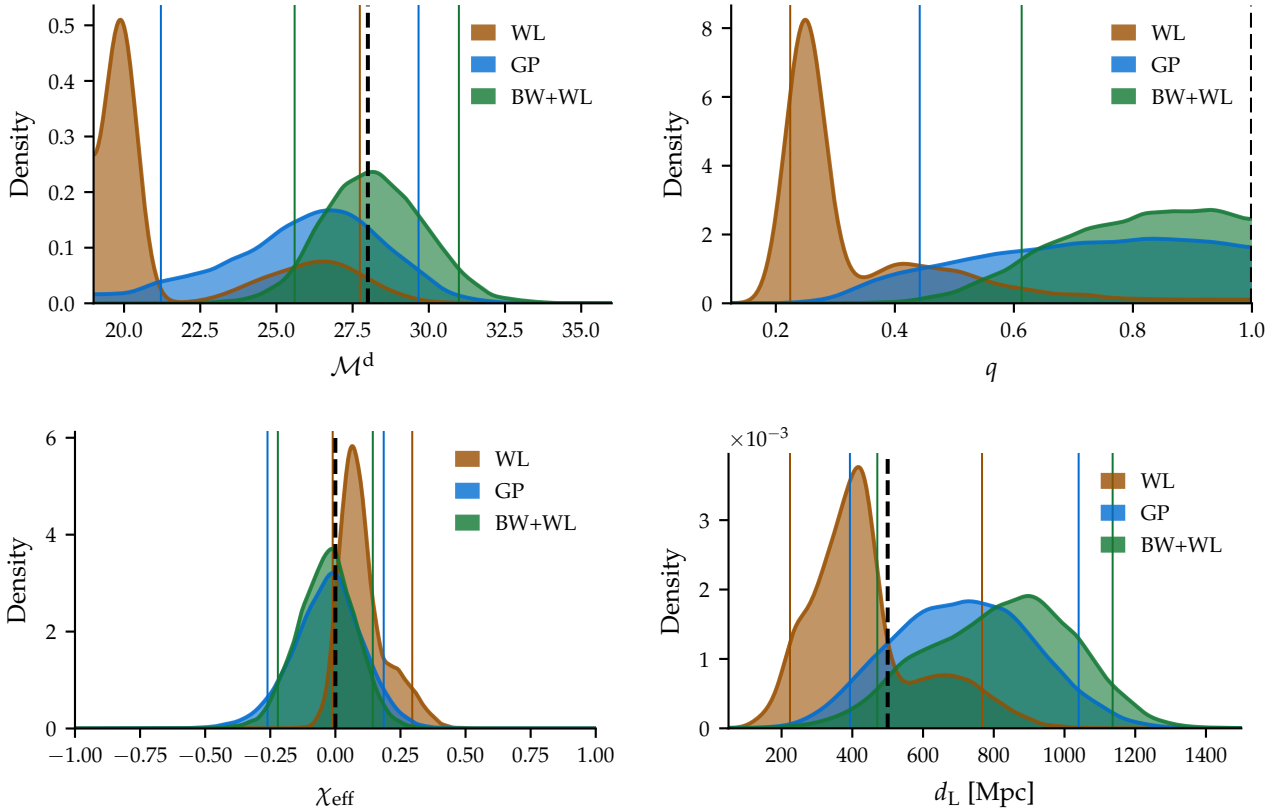 0.5
0.4
0.3
0.2
0.1
0.0
Density
WL
GP
BW+WL
20.0 22.5 25.0 27.5 30.0 32.5 35.0
ℳᵈ
8
6
4
2
0
Density
WL
GP
BW+WL
0.2 0.4 0.6 0.8 1.0
q
6
4
2
0
Density
WL
GP
BW+WL
−1.00 −0.75 −0.50 −0.25 0.00 0.25 0.50 0.75 1.00
χ_eff
×10⁻³
3
2
1
0
Density
WL
GP
BW+WL
200 400 600 800 1000 1200 1400
d_L [Mpc]